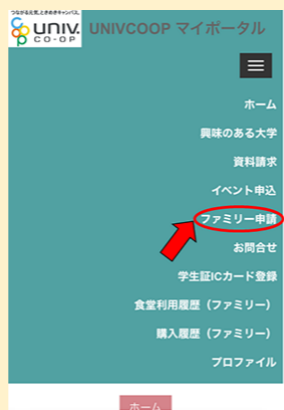 つながる元気、ときめきキャンパス。
UNIV. CO-OP
UNIVCOOP マイポータル
ホーム
興味のある大学
資料請求
イベント申込
ファミリー申請
お問合せ
学生証ICカード登録
食堂利用履歴（ファミリー）
購入履歴（ファミリー）
プロファイル
ホーム